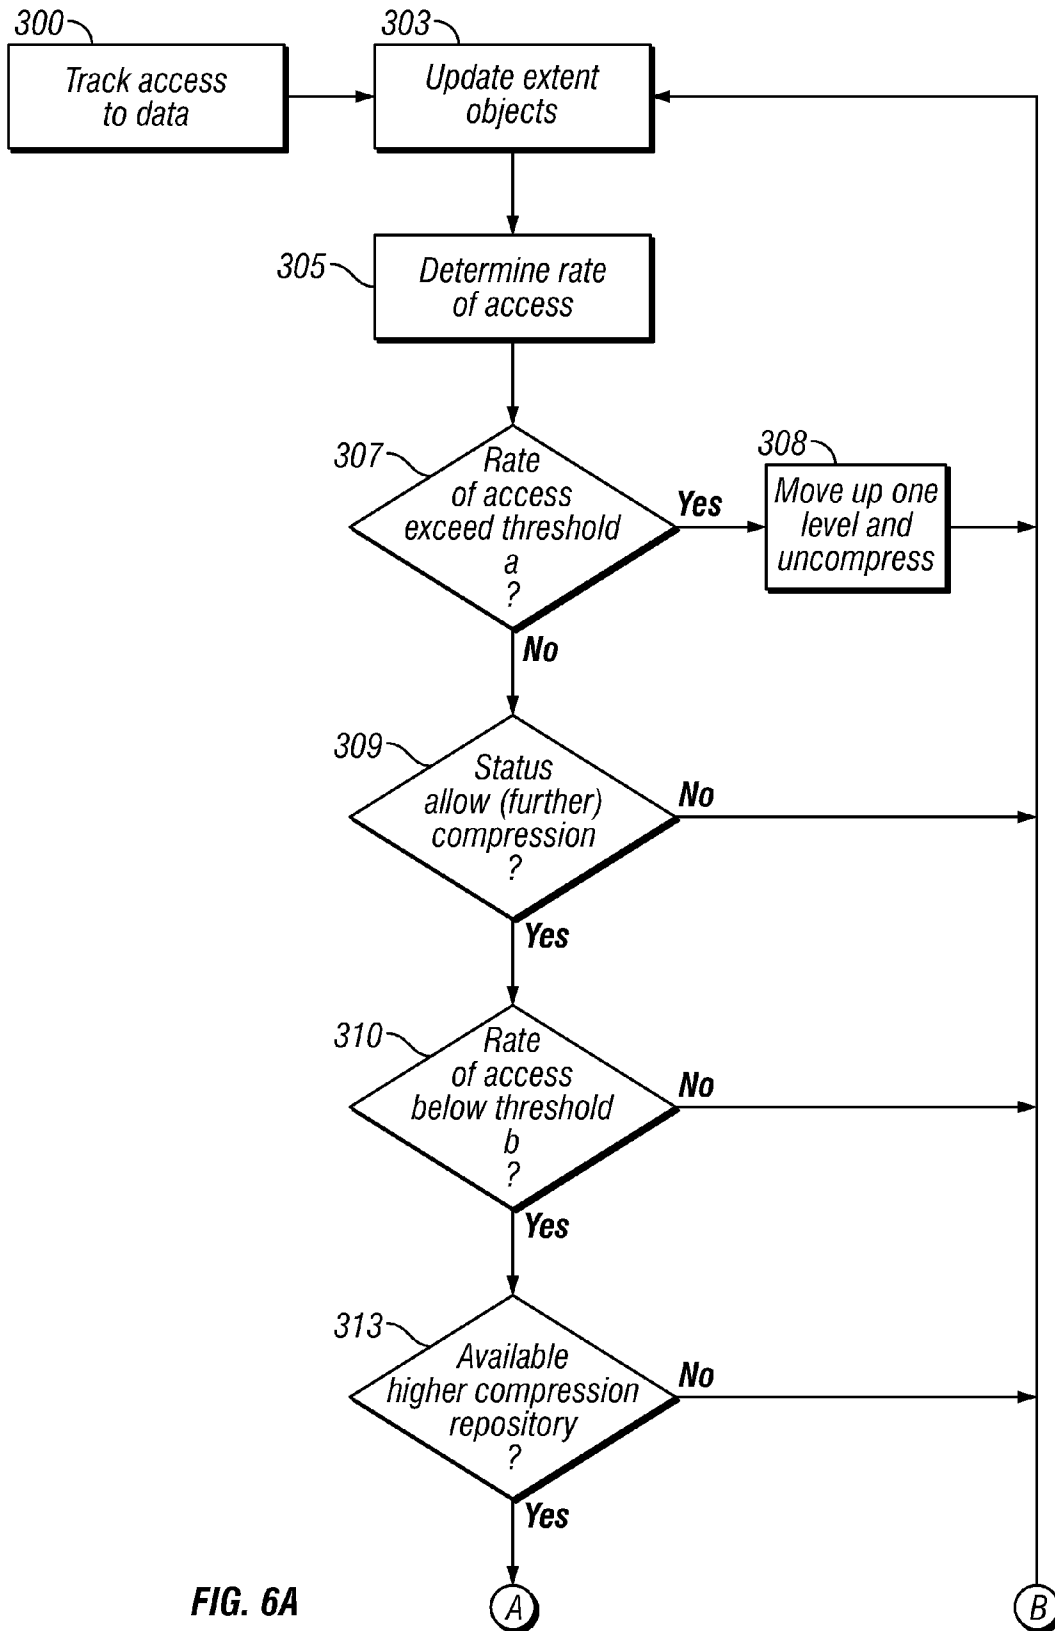 300
Track access
to data
303
Update extent
objects
305
Determine rate
of access
307
Rate
of access
exceed threshold
a
?
Yes
308
Move up one
level and
uncompress
No
309
Status
allow (further)
compression
?
No
Yes
310
Rate
of access
below threshold
b
?
No
Yes
313
Available
higher compression
repository
?
No
Yes
FIG. 6A
A
B